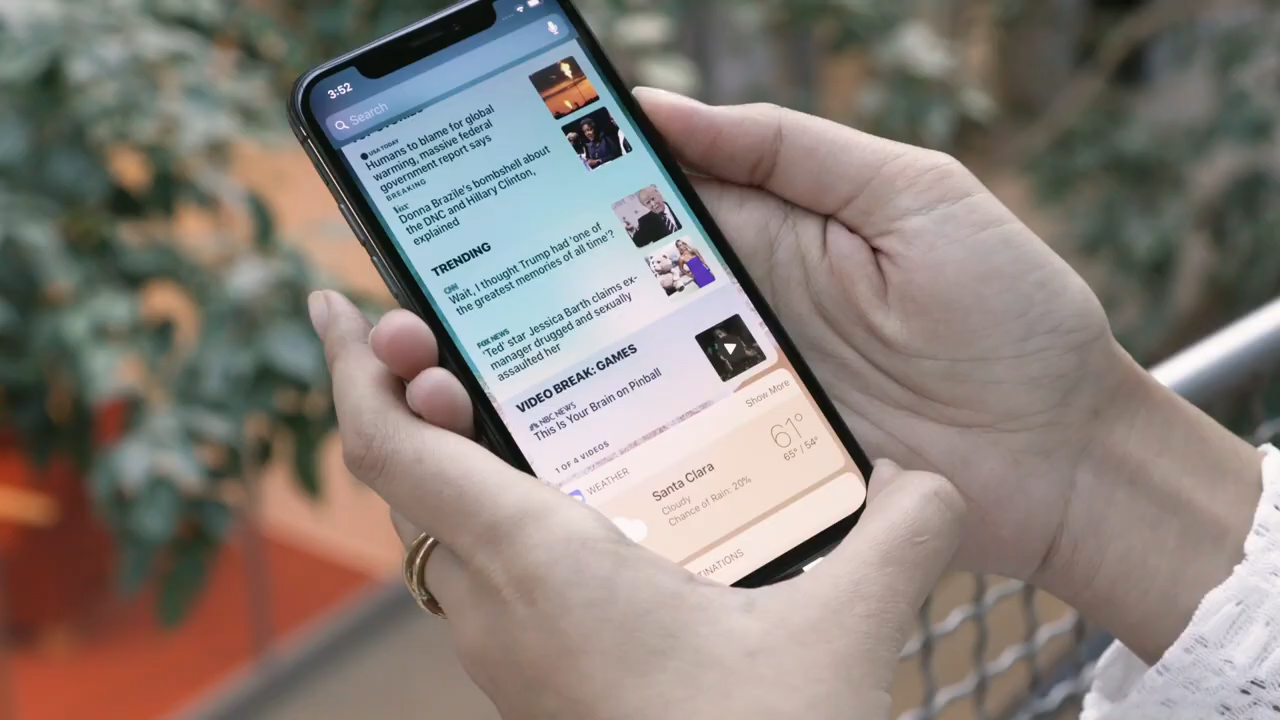 3:52
Search
USA TODAY
Humans to blame for global
warming, massive federal
government report says
BREAKING
Vox
Donna Brazile's bombshell about
the DNC and Hillary Clinton,
explained
TRENDING
CNN
Wait, I thought Trump had 'one of
the greatest memories of all time'?
FOX NEWS
'Ted' star Jessica Barth claims ex-
manager drugged and sexually
assaulted her
VIDEO BREAK: GAMES
NBC NEWS
This Is Your Brain on Pinball
1 OF 4 VIDEOS
Show More
WEATHER
Santa Clara
61°
Cloudy
65° / 54°
Chance of Rain: 20%
TINATIONS